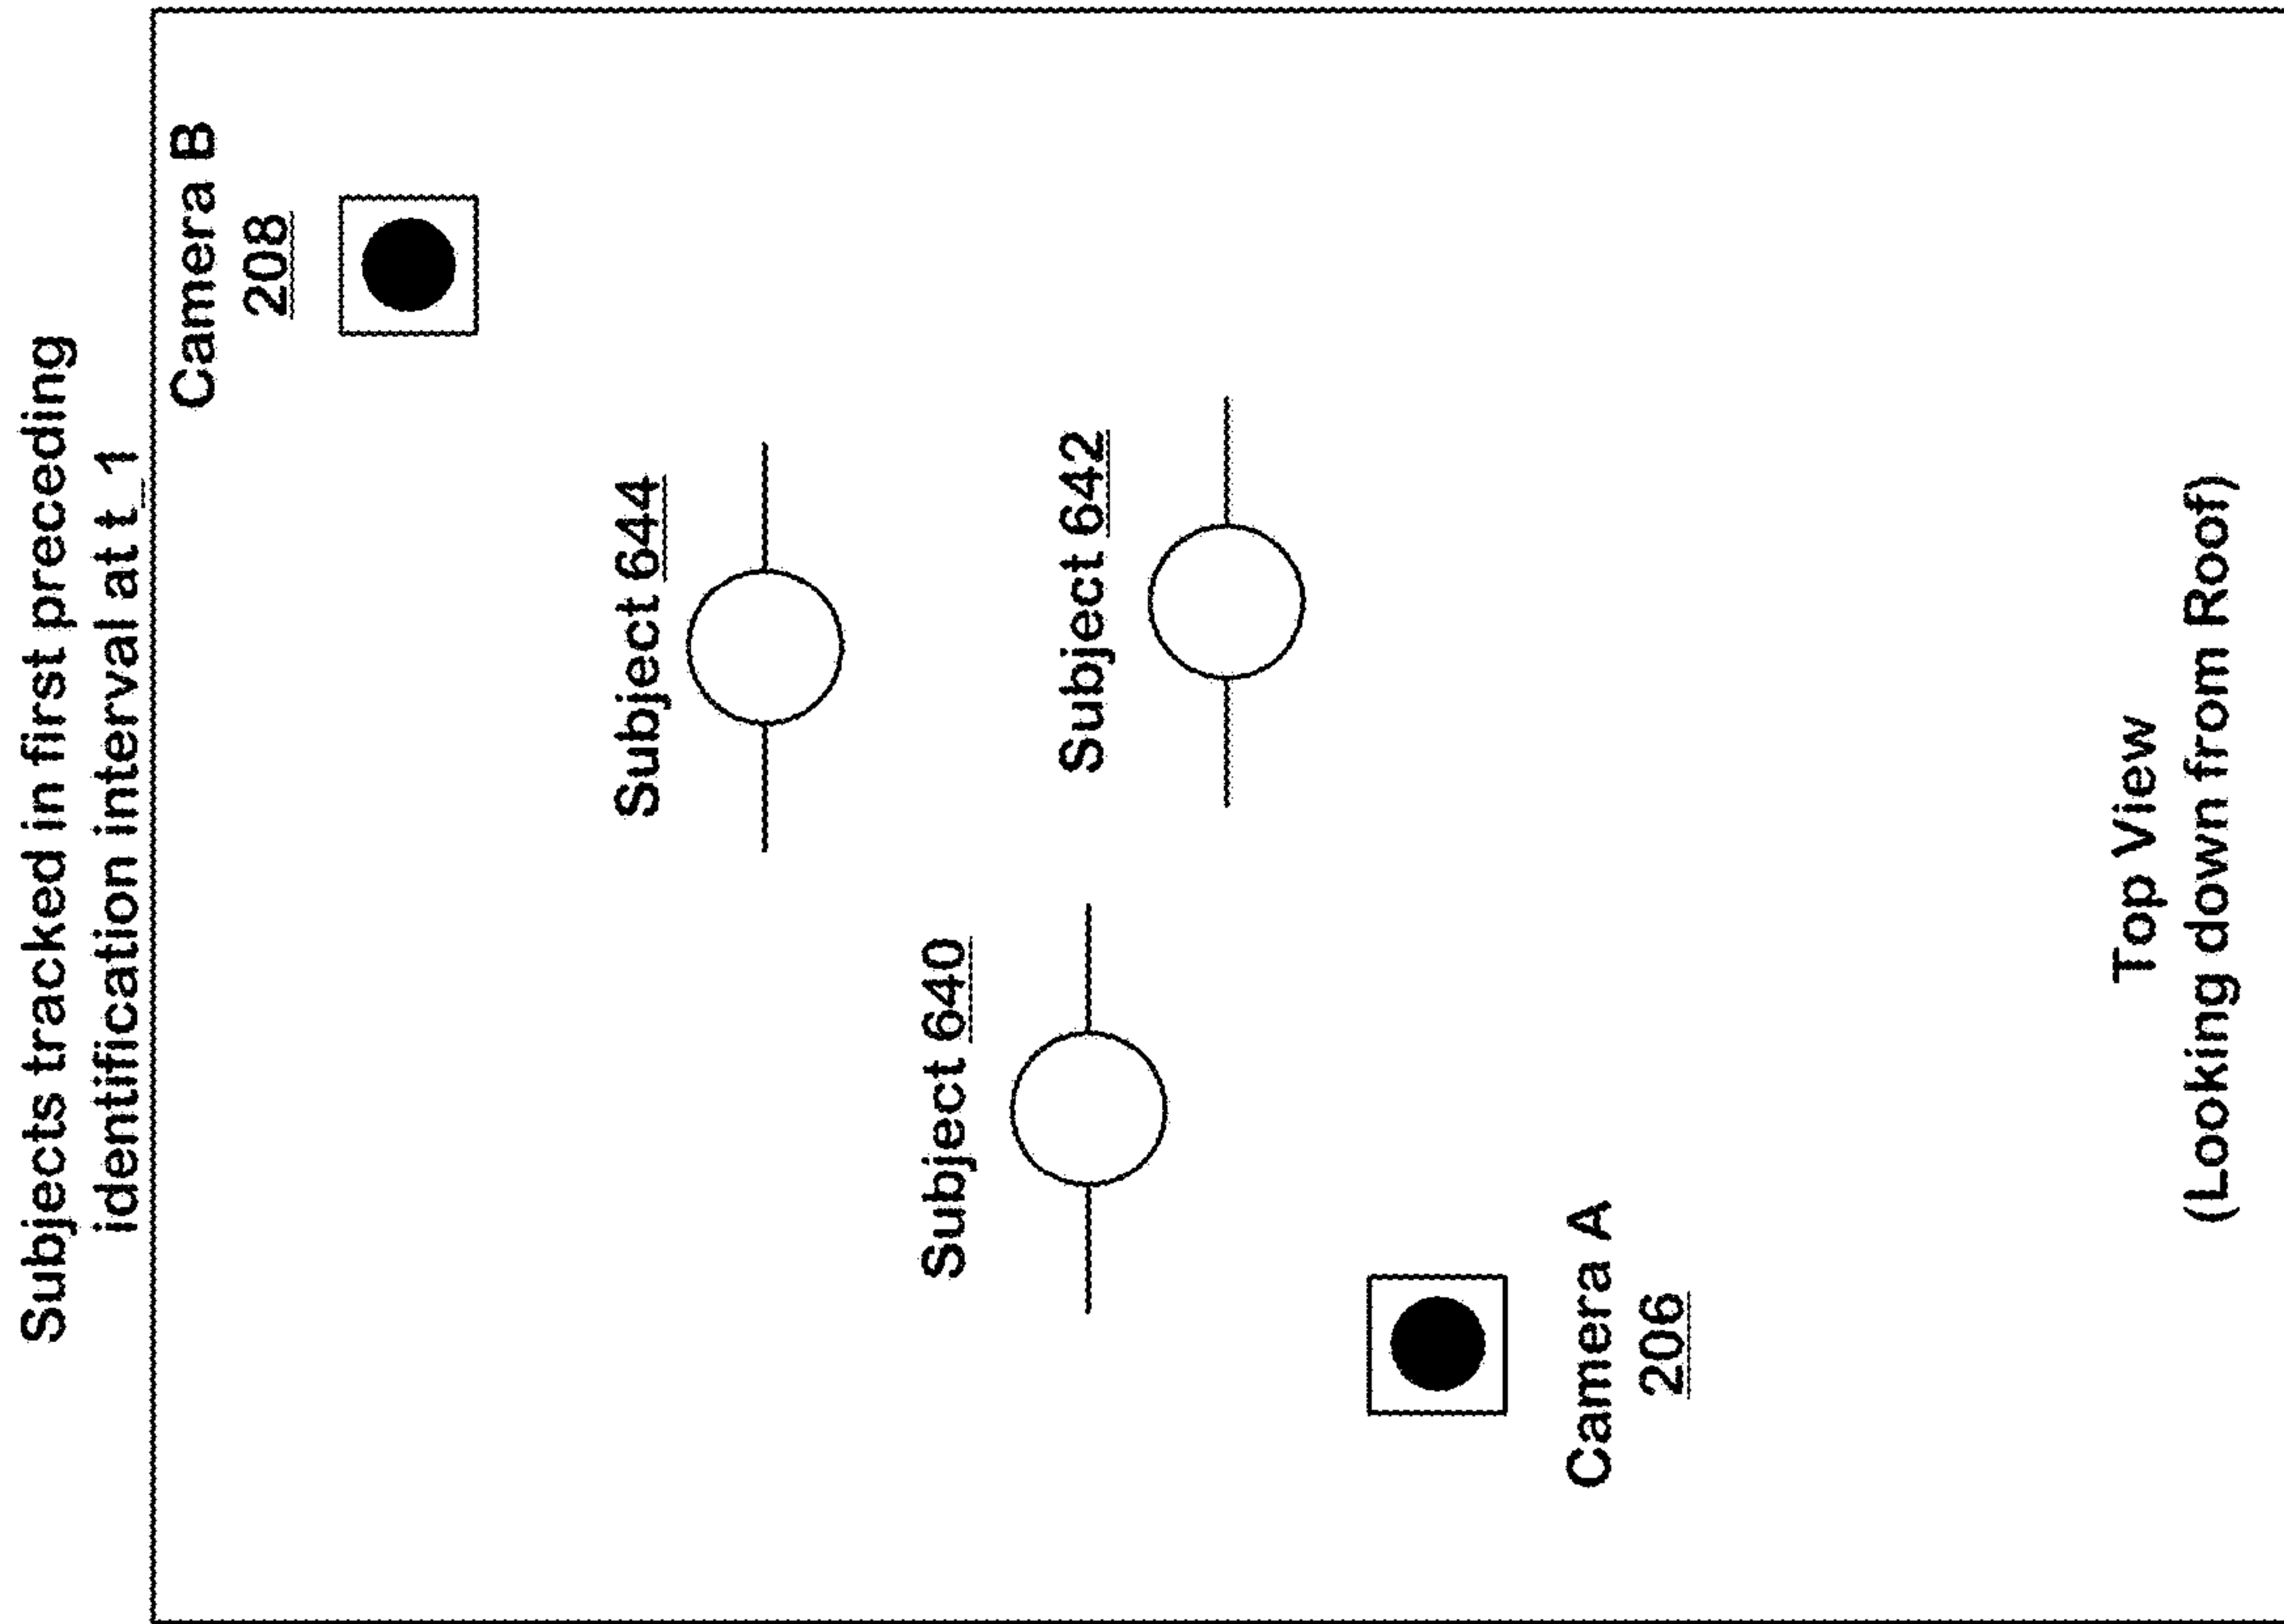 Subjects tracked in first preceding
identification interval at t_1
Camera B
208
Subject 644
Subject 640
Subject 642
Camera A
206
Top View
(Looking down from Roof)